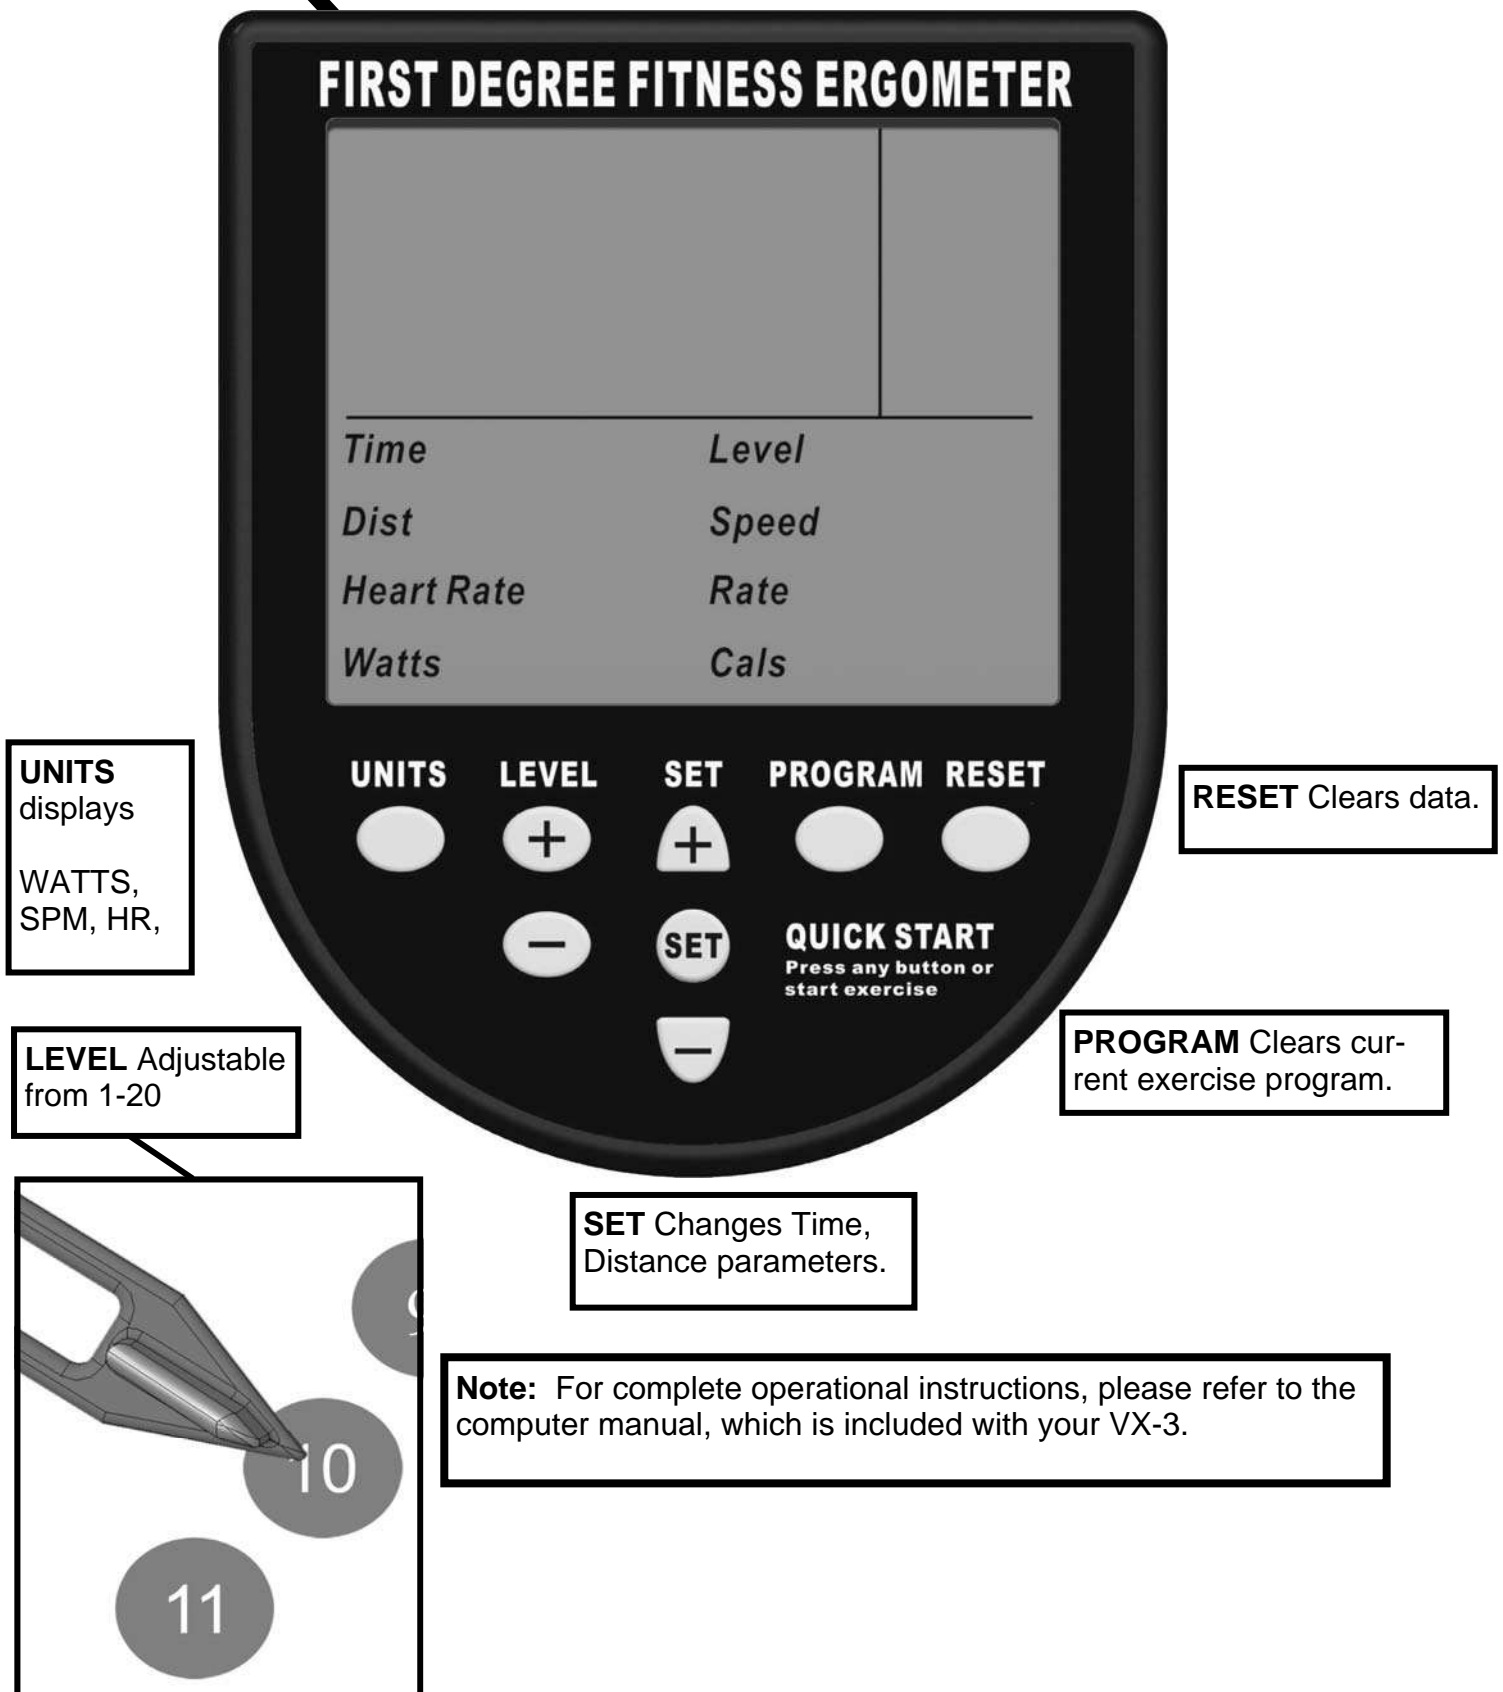 FIRST DEGREE FITNESS ERGOMETER
Time Level
Dist Speed
Heart Rate Rate
Watts Cals
UNITS LEVEL SET PROGRAM RESET
+ +
− SET
−
QUICK START
Press any button or
start exercise
UNITS
displays
WATTS,
SPM, HR,
RESET Clears data.
LEVEL Adjustable
from 1-20
PROGRAM Clears cur-
rent exercise program.
SET Changes Time,
Distance parameters.
9
10
11
Note: For complete operational instructions, please refer to the
computer manual, which is included with your VX-3.